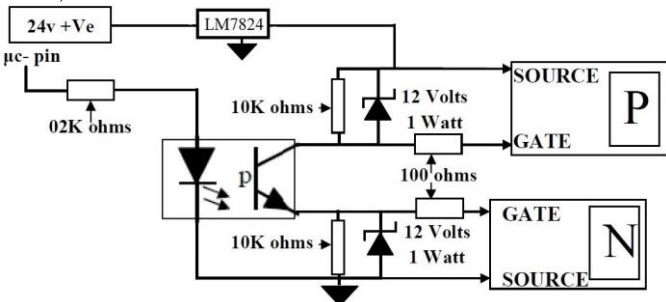 24v +Ve
LM7824
µc- pin
02K ohms
10K ohms
12 Volts
1 Watt
SOURCE
P
GATE
p
100 ohms
GATE
10K ohms
12 Volts
1 Watt
N
SOURCE